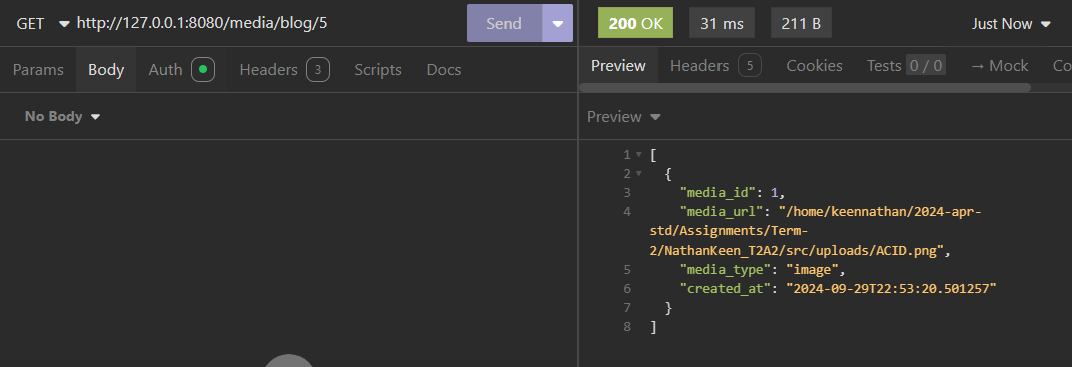 GET http://127.0.0.1:8080/media/blog/5 Send
200 OK 31 ms 211 B Just Now
Params Body Auth Headers 3 Scripts Docs
Preview Headers 5 Cookies Tests 0 / 0 → Mock Co
No Body
Preview
1 [
2 {
3 "media_id": 1,
4 "media_url": "/home/keennathan/2024-apr-
std/Assignments/Term-
2/NathanKeen_T2A2/src/uploads/ACID.png",
5 "media_type": "image",
6 "created_at": "2024-09-29T22:53:20.501257"
7 }
8 ]